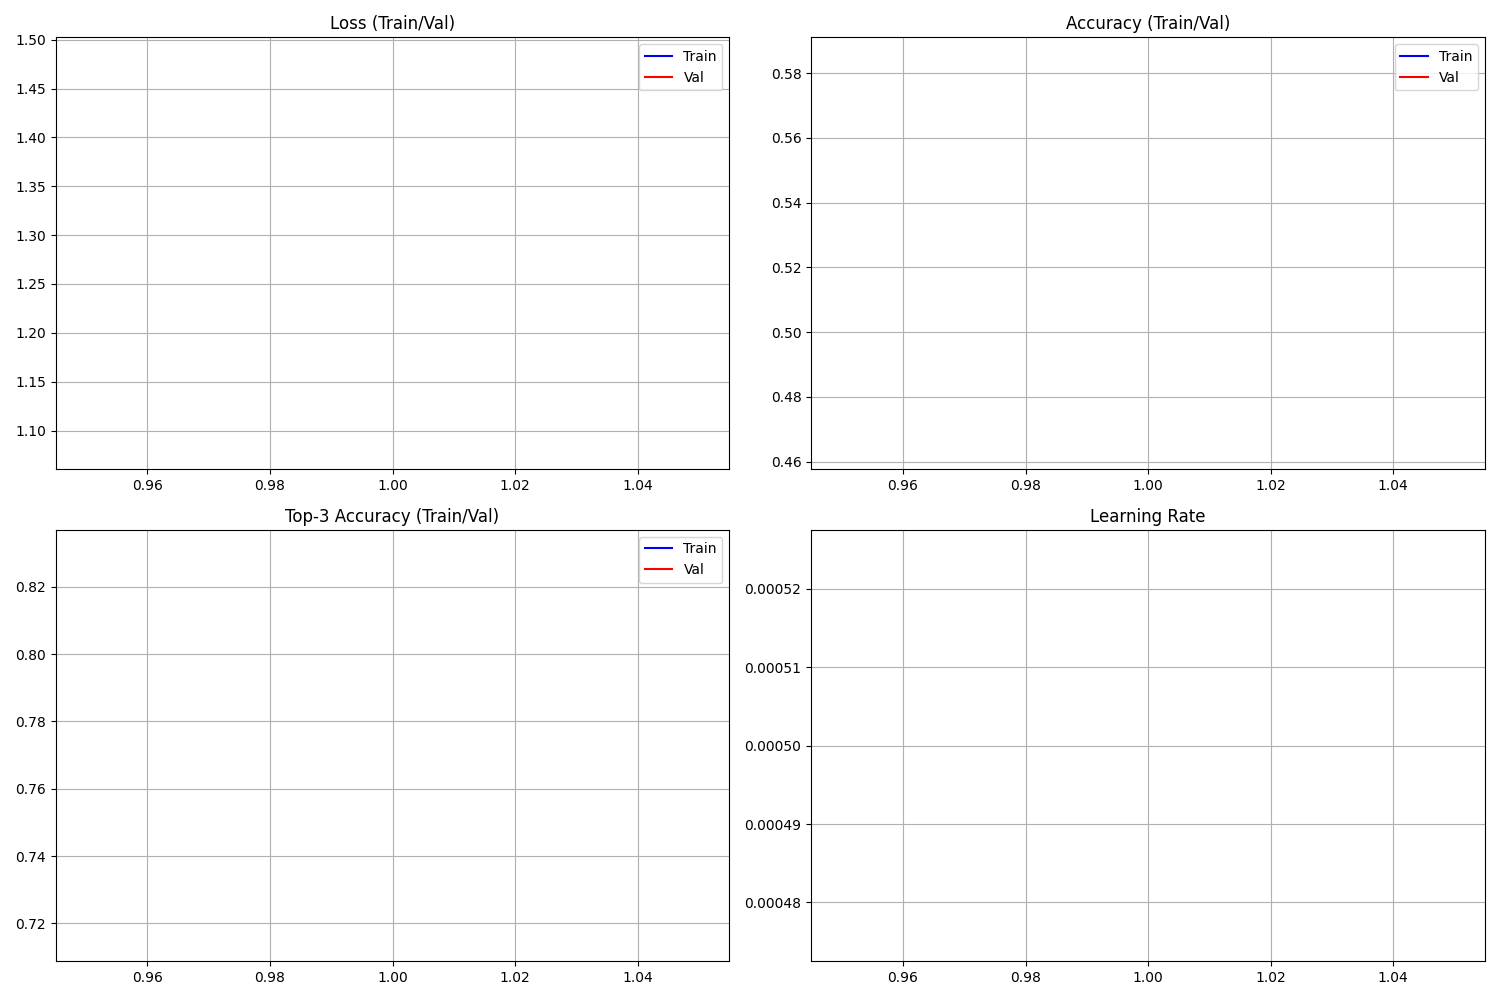 Loss (Train/Val)
1.50
1.45
1.40
1.35
1.30
1.25
1.20
1.15
1.10
0.96 0.98 1.00 1.02 1.04
Train
Val
Accuracy (Train/Val)
0.58
0.56
0.54
0.52
0.50
0.48
0.46
0.96 0.98 1.00 1.02 1.04
Train
Val
Top-3 Accuracy (Train/Val)
0.82
0.80
0.78
0.76
0.74
0.72
0.96 0.98 1.00 1.02 1.04
Train
Val
Learning Rate
0.00052
0.00051
0.00050
0.00049
0.00048
0.96 0.98 1.00 1.02 1.04